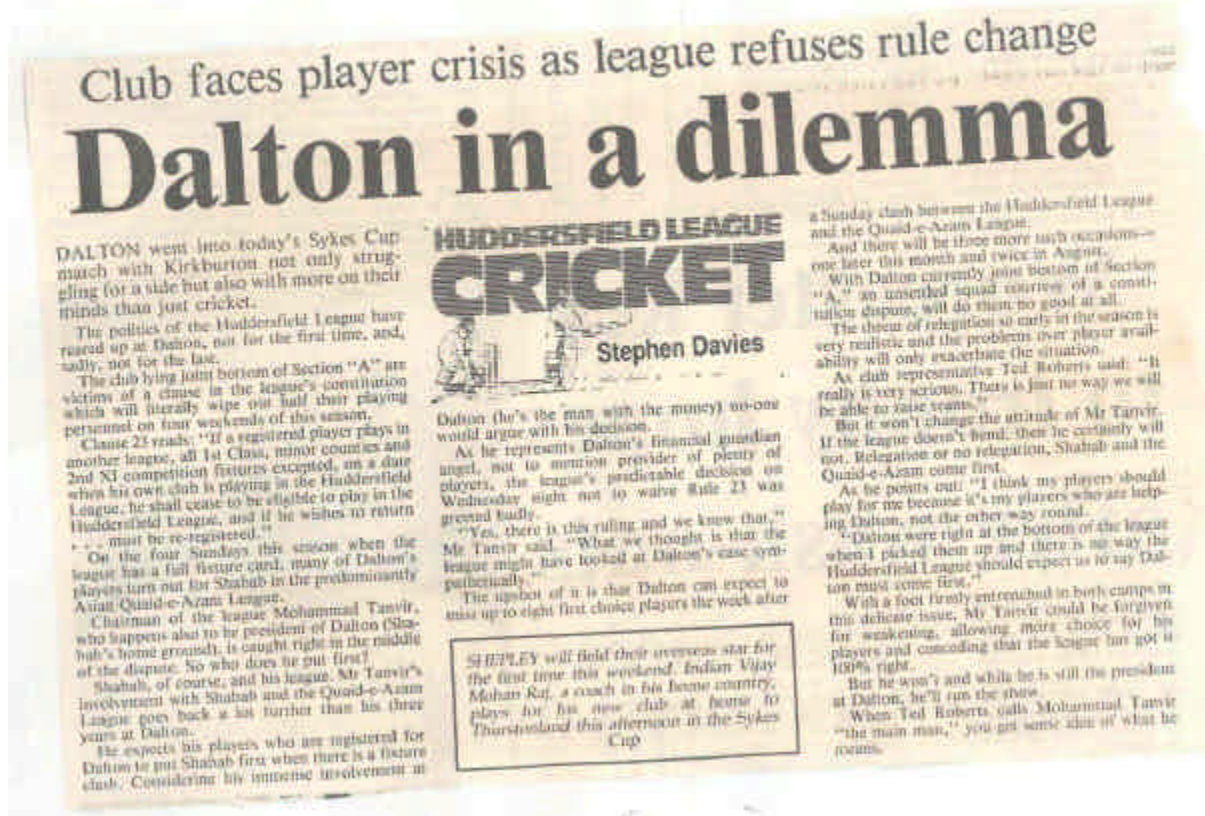 Club faces player crisis as league refuses rule change
Dalton in a dilemma
DALTON went into today's Sykes Cup
match with Kirkburton not only strug-
gling for a side but also with more on their
minds than just cricket.
The politics of the Huddersfield League have
reared up at Dalton, not for the first time, and,
sadly, not for the last.
The club lying joint bottom of Section "A" are
victims of a clause in the league's constitution
which will literally wipe out half their playing
personnel on four weekends of this season.
Clause 23 reads: "If a registered player plays in
another league, all 1st Class, minor counties and
2nd XI competition fixtures excepted, on a date
when his own club is playing in the Huddersfield
League, he shall cease to be eligible to play in the
Huddersfield League, and if he wishes to return
. . . must be re-registered."
On the four Sundays this season when the
league has a full fixture card, many of Dalton's
players turn out for Shahab in the predominantly
Asian Quaid-e-Azam League.
Chairman of the league Mohammad Tanvir,
who happens also to be president of Dalton (Sha-
hab's home ground), is caught right in the middle
of the dispute. So who does he put first?
Shahab, of course, and his league. Mr Tanvir's
involvement with Shahab and the Quaid-e-Azam
League goes back a lot further than his three
years at Dalton.
He expects his players who are registered for
Dalton to put Shahab first when there is a fixture
clash. Considering his immense involvement at
HUDDERSFIELD LEAGUE
CRICKET
Stephen Davies
Dalton (he's the man with the money) no-one
would argue with his decision.
As he represents Dalton's financial guardian
angel, not to mention provider of plenty of
players, the league's predictable decision on
Wednesday night not to waive Rule 23 was
greeted badly.
"Yes, there is this ruling and we knew that,"
Mr Tanvir said. "What we thought is that the
league might have looked at Dalton's case sym-
pathetically."
The upshot of it is that Dalton can expect to
miss up to eight first choice players the week after
SHEPLEY will field their overseas star for
the first time this weekend. Indian Vijay
Mohan Raj, a coach in his home country,
plays for his new club at home to
Thurstonland this afternoon in the Sykes
Cup
a Sunday clash between the Huddersfield League
and the Quaid-e-Azam League.
And there will be three more such occasions—
one later this month and twice in August.
With Dalton currently joint bottom of Section
"A," an unsettled squad courtesy of a consti-
tution dispute, will do them no good at all.
The threat of relegation so early in the season is
very realistic and the problems over player avail-
ability will only exacerbate the situation.
As club representative Ted Roberts said: "It
really is very serious. There is just no way we will
be able to raise teams."
But it won't change the attitude of Mr Tanvir.
If the league doesn't bend, then he certainly will
not. Relegation or no relegation, Shahab and the
Quaid-e-Azam come first.
As he points out: "I think my players should
play for me because it's my players who are help-
ing Dalton, not the other way round.
"Dalton were right at the bottom of the league
when I picked them up and there is no way the
Huddersfield League should expect us to say Dal-
ton must come first."
With a foot firmly entrenched in both camps in
this delicate issue, Mr Tanvir could be forgiven
for weakening, allowing more choice for his
players and conceding that the league has got it
100% right.
But he won't and while he is still the president
at Dalton, he'll run the show.
When Ted Roberts calls Mohammad Tanvir
"the main man," you get some idea of what he
means.